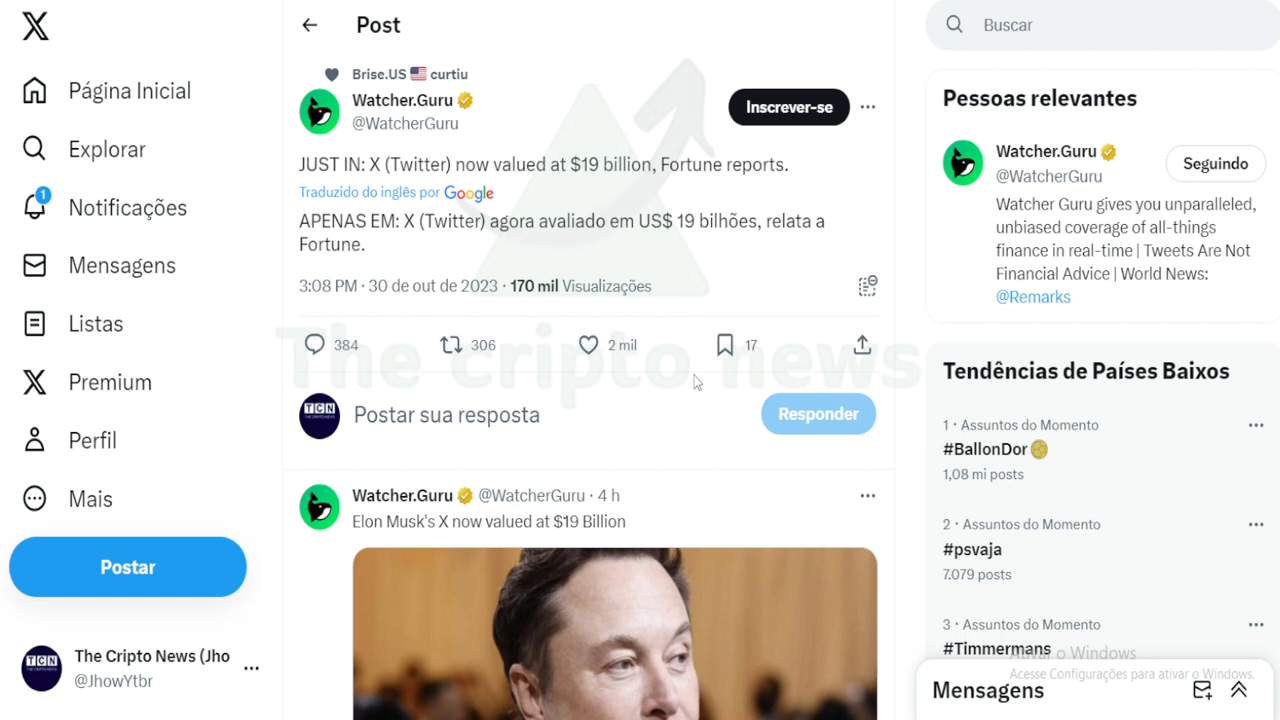 Página Inicial
Explorar
1
Notificações
Mensagens
Listas
Premium
Perfil
Mais
Postar
The Cripto News (Jho
@JhowYtbr
Post
Brise.US curtiu
Watcher.Guru
@WatcherGuru
Inscrever-se
JUST IN: X (Twitter) now valued at $19 billion, Fortune reports.
Traduzido do inglês por Google
APENAS EM: X (Twitter) agora avaliado em US$ 19 bilhões, relata a
Fortune.
3:08 PM · 30 de out de 2023 · 170 mil Visualizações
384 306 2 mil 17
The cripto news
TCN
Postar sua resposta
Responder
Watcher.Guru @WatcherGuru · 4 h
Elon Musk's X now valued at $19 Billion
Buscar
Pessoas relevantes
Watcher.Guru
@WatcherGuru
Seguindo
Watcher Guru gives you unparalleled,
unbiased coverage of all-things
finance in real-time | Tweets Are Not
Financial Advice | World News:
@Remarks
Tendências de Países Baixos
1 · Assuntos do Momento
#BallonDor
1,08 mi posts
2 · Assuntos do Momento
#psvaja
7.079 posts
3 · Assuntos do Momento
#Timmermans
Ativar o Windows
Acesse Configurações para ativar o Windows.
Mensagens
TCN